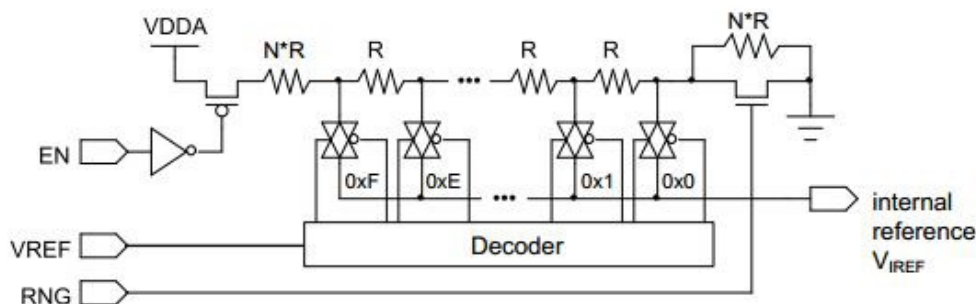 VDDA
N*R
R
R
R
N*R
EN
0xF
0xE
0x1
0x0
internal
reference
VIREF
VREF
Decoder
RNG